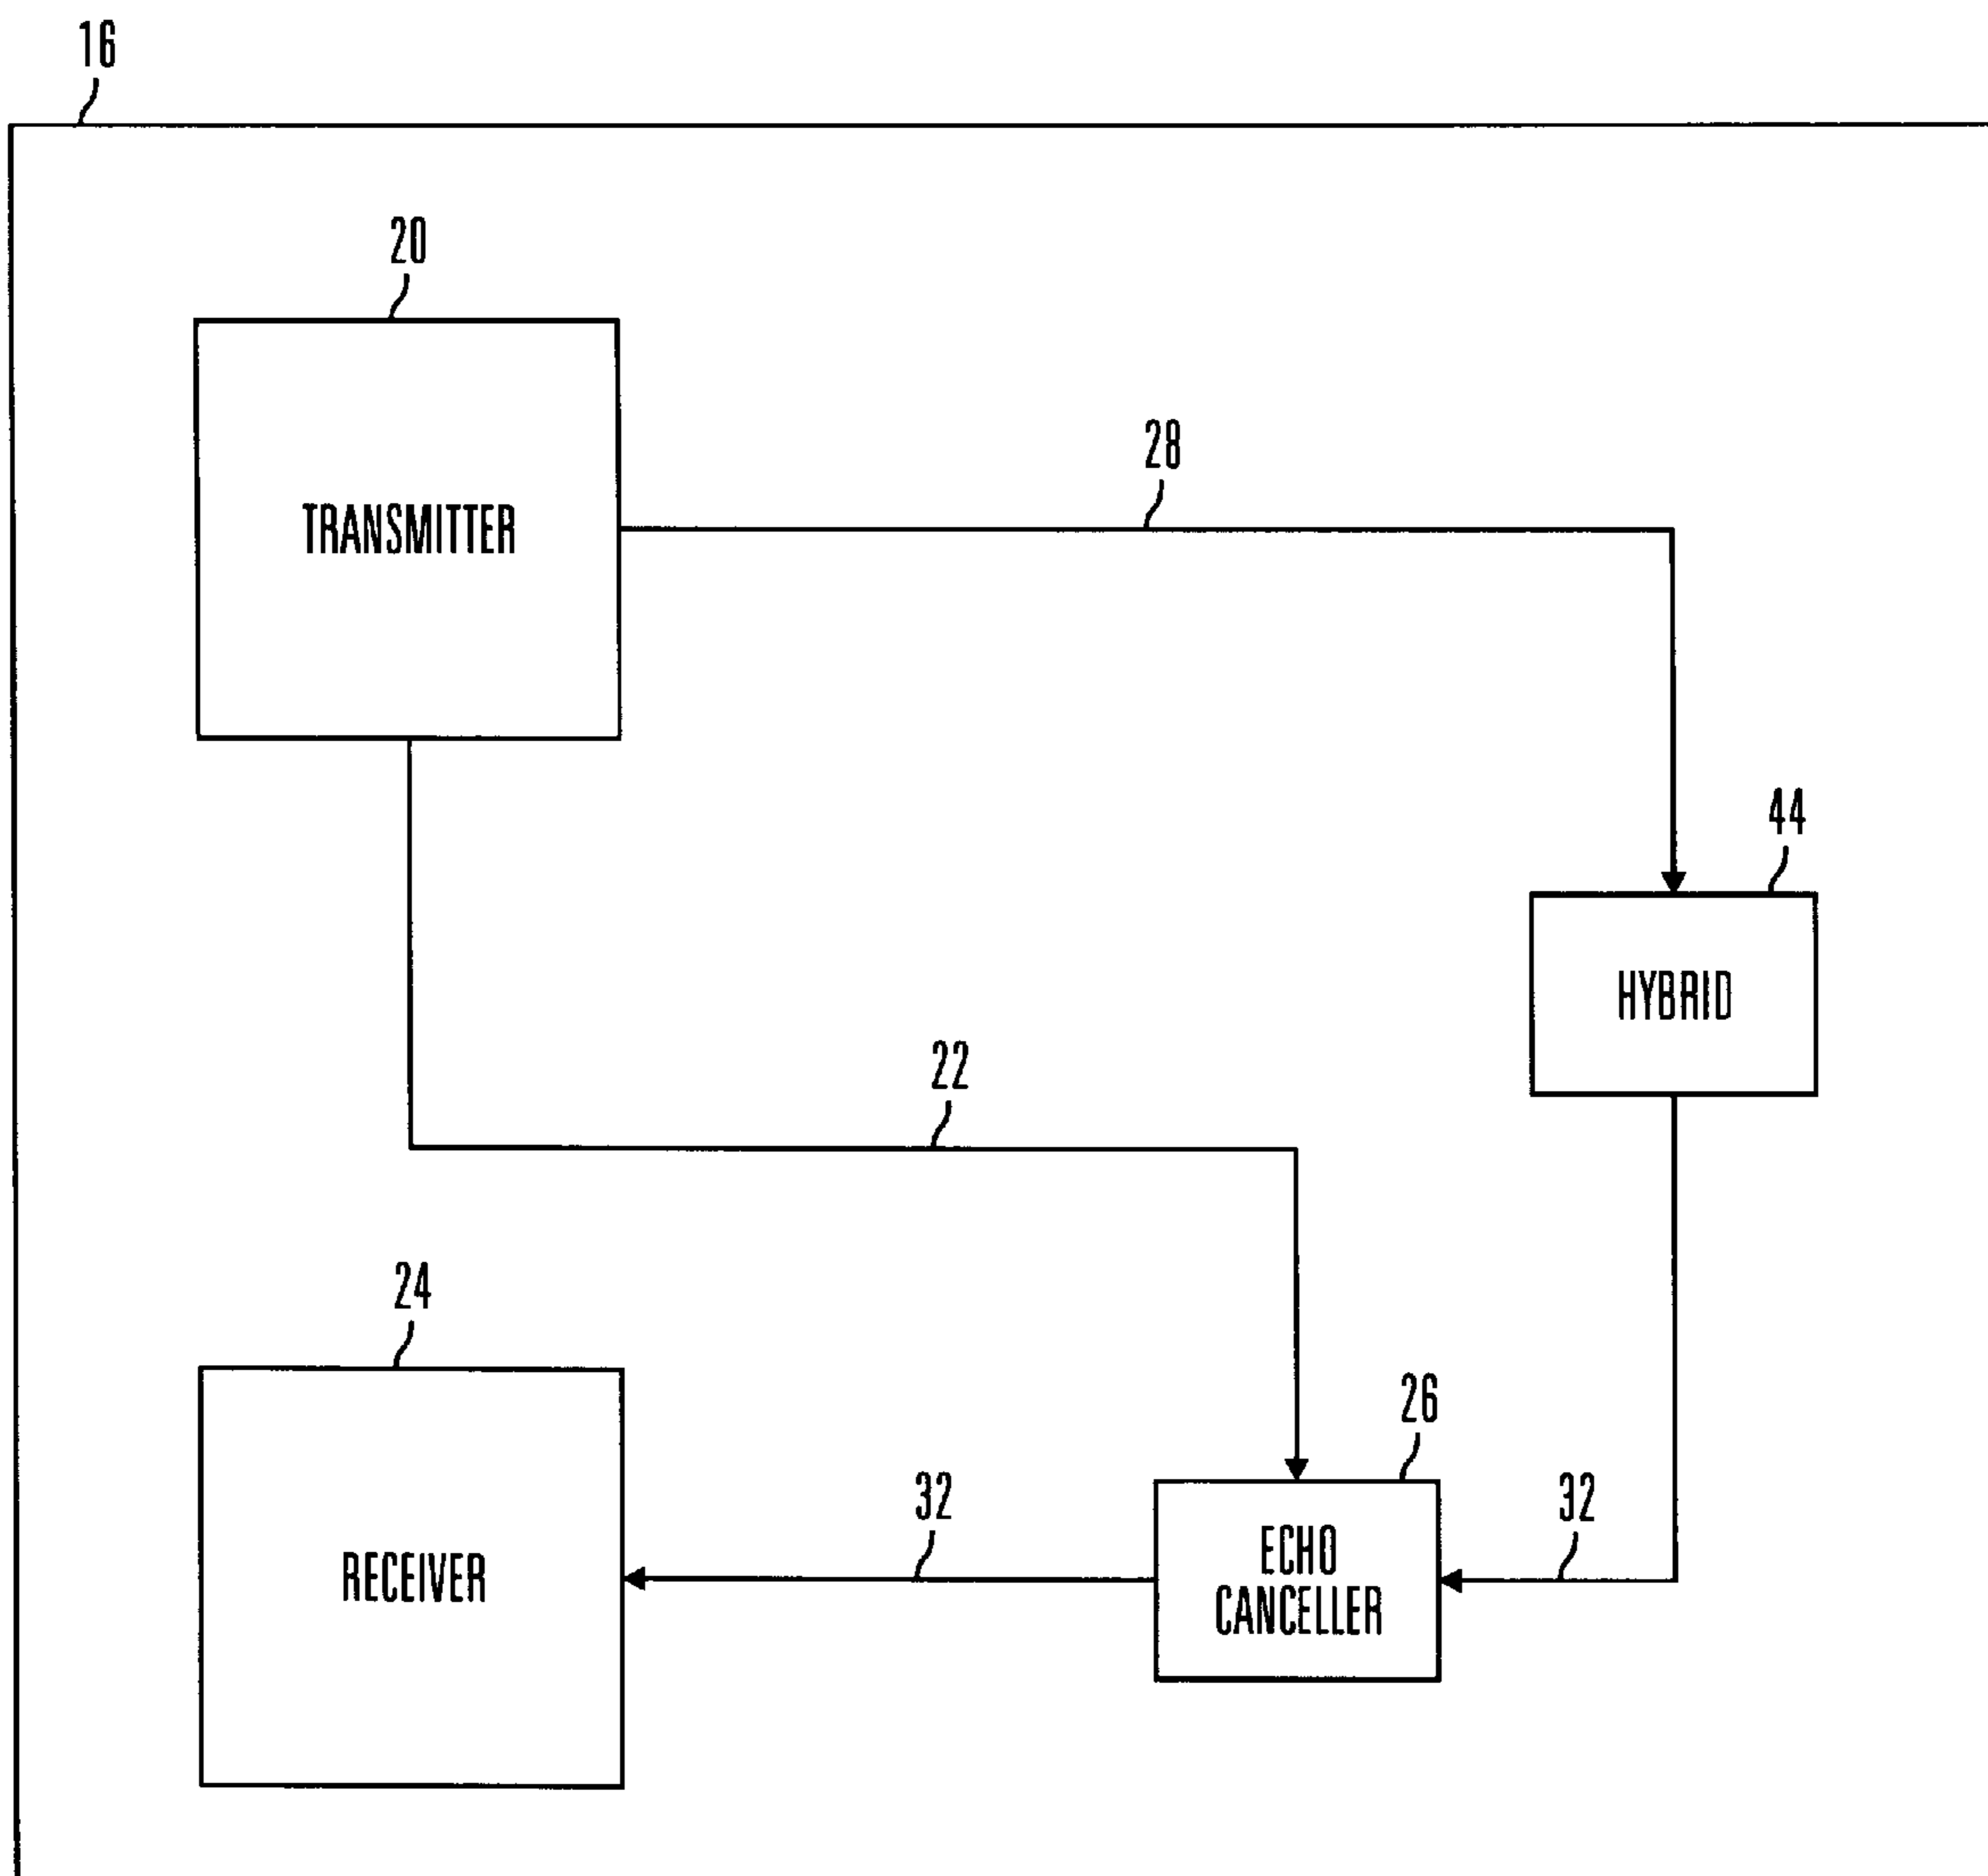 16
20
TRANSMITTER
28
44
HYBRID
22
24
RECEIVER
32
26
ECHO
CANCELLER
32